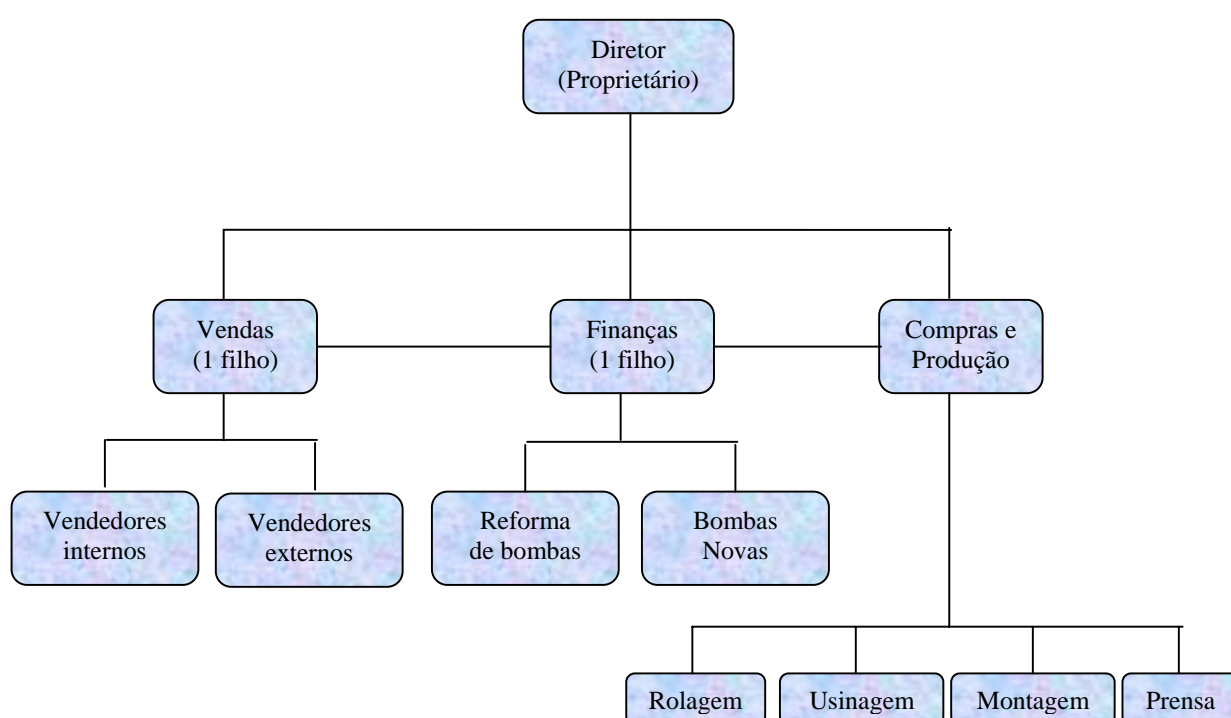 Diretor
(Proprietário)
Vendas
(1 filho)
Finanças
(1 filho)
Compras e
Produção
Vendedores
internos
Vendedores
externos
Reforma
de bombas
Bombas
Novas
Rolagem
Usinagem
Montagem
Prensa